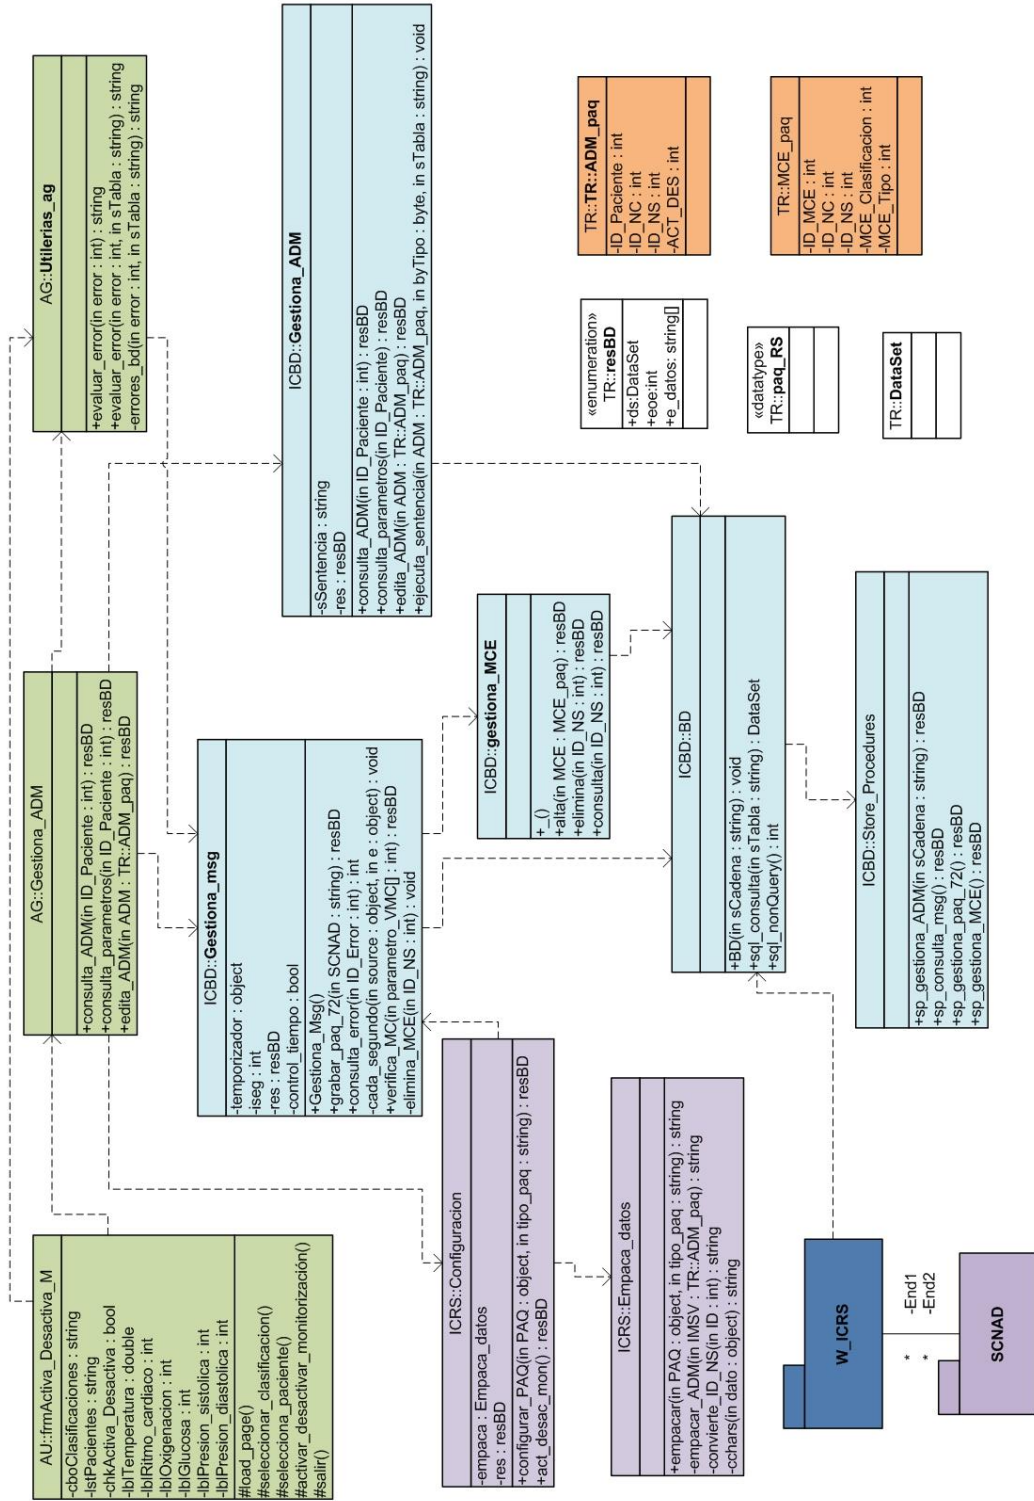 AU::frmActiva_Desactiva_M
-cboClasificaciones : string
-lstPacientes : string
-chkActiva_Desactiva : bool
-lblTemperatura : double
-lblRitmo_cardiaco : int
-lblOxigenacion : int
-lblGlucosa : int
-lblPresion_sistolica : int
-lblPresion_diastolica : int
#load_page()
#seleccionar_clasificacion()
#selecciona_paciente()
#activar_desactivar_monitorización()
#salir()
AG::Gestiona_ADM
+consulta_ADM(in ID_Paciente : int) : resBD
+consulta_parametros(in ID_Paciente : int) : resBD
+edita_ADM(in ADM : TR::ADM_paq) : resBD
AG::Utilerias_ag
+evaluar_error(in error : int) : string
+evaluar_error(in error : int, in sTabla : string) : string
-errores_bd(in error : int, in sTabla : string) : string
ICBD::Gestiona_msg
-temporizador : object
-iseg : int
-res : resBD
-control_tiempo : bool
+Gestiona_Msg()
+grabar_paq_72(in SCNAD : string) : resBD
+consulta_error(in ID_Error : int) : int
-cada_segundo(in source : object, in e : object) : void
+verifica_MC(in parametro_VMC[] : int) : resBD
-elimina_MCE(in ID_NS : int) : void
ICBD::Gestiona_ADM
-sSentencia : string
-res : resBD
+consulta_ADM(in ID_Paciente : int) : resBD
+consulta_parametros(in ID_Paciente) : resBD
+edita_ADM(in ADM : TR::ADM_paq) : resBD
+ejecuta_sentencia(in ADM : TR::ADM_paq, in byTipo : byte, in sTabla : string) : void
ICRS::Configuracion
-empaca : Empaca_datos
-res : resBD
+configurar_PAQ(in PAQ : object, in tipo_paq : string) : resBD
+act_desac_mon() : resBD
ICBD::gestiona_MCE
+_()
+alta(in MCE : MCE_paq) : resBD
+elimina(in ID_NS : int) : resBD
+consulta(in ID_NS : int) : resBD
ICRS::Empaca_datos
+empacar(in PAQ : object, in tipo_paq : string) : string
-empacar_ADM(in IMSV : TR::ADM_paq) : string
-convierte_ID_NS(in ID : int) : string
-cchars(in dato : object) : string
ICBD::BD
+BD(in sCadena : string) : void
+sql_consulta(in sTabla : string) : DataSet
+sql_nonQuery() : int
«enumeration»
TR::resBD
+ds:DataSet
+eoe:int
+e_datos: string[]
TR::TR::ADM_paq
-ID_Paciente : int
-ID_NC : int
-ID_NS : int
-ACT_DES : int
«datatype»
TR::paq_RS
TR::MCE_paq
-ID_MCE : int
-ID_NC : int
-ID_NS : int
-MCE_Clasificacion : int
-MCE_Tipo : int
TR::DataSet
W_ICRS
ICBD::Store_Procedures
+sp_gestiona_ADM(in sCadena : string) : resBD
+sp_consulta_msg() : resBD
+sp_gestiona_paq_72() : resBD
+sp_gestiona_MCE() : resBD
* -End1
* -End2
SCNAD